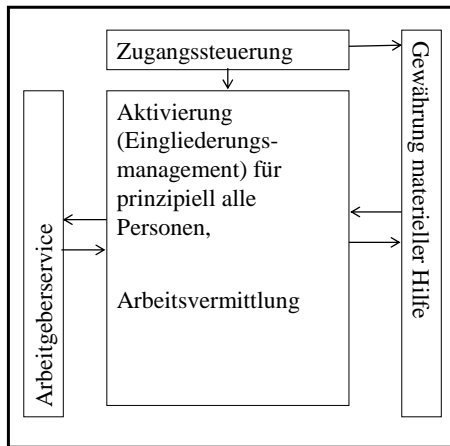 Zugangssteuerung
Aktivierung
(Eingliederungs-
management) für
prinzipiell alle
Personen,
Arbeitsvermittlung
Arbeitgeberservice
Gewährung materieller Hilfe